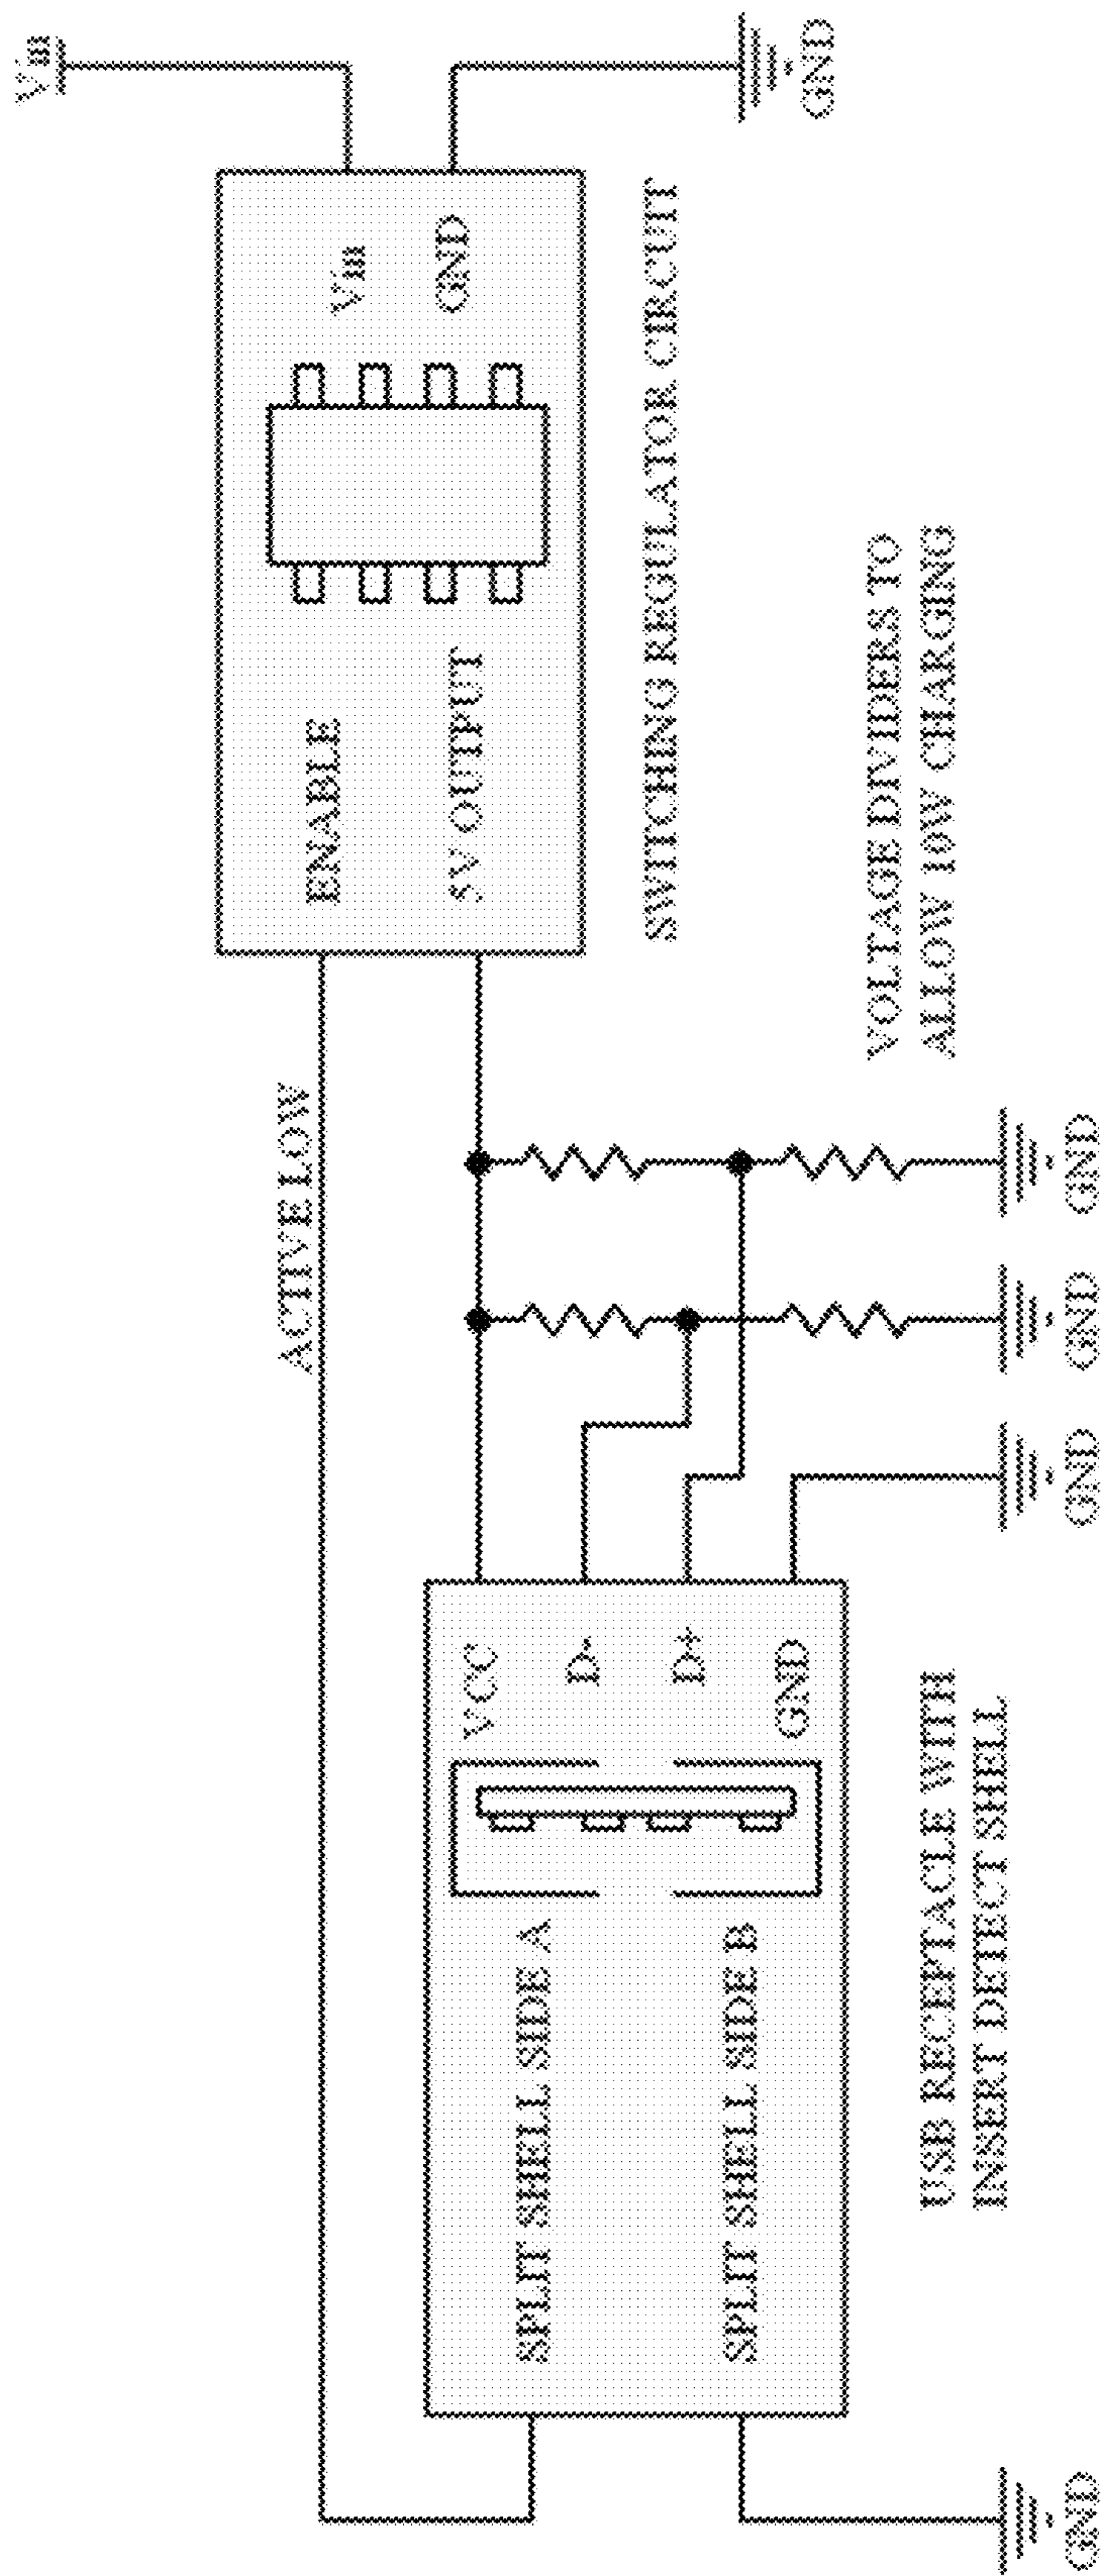 ACTIVE LOW
Vin
ENABLE
Vin
5V OUTPUT
GND
SWITCHING REGULATOR CIRCUIT
GND
VCC
SPLIT SHELL SIDE A
D-
D+
SPLIT SHELL SIDE B
GND
USB RECEPTACLE WITH
INSERT DETECT SHELL
VOLTAGE DIVIDERS TO
ALLOW 10W CHARGING
GND
GND
GND
GND